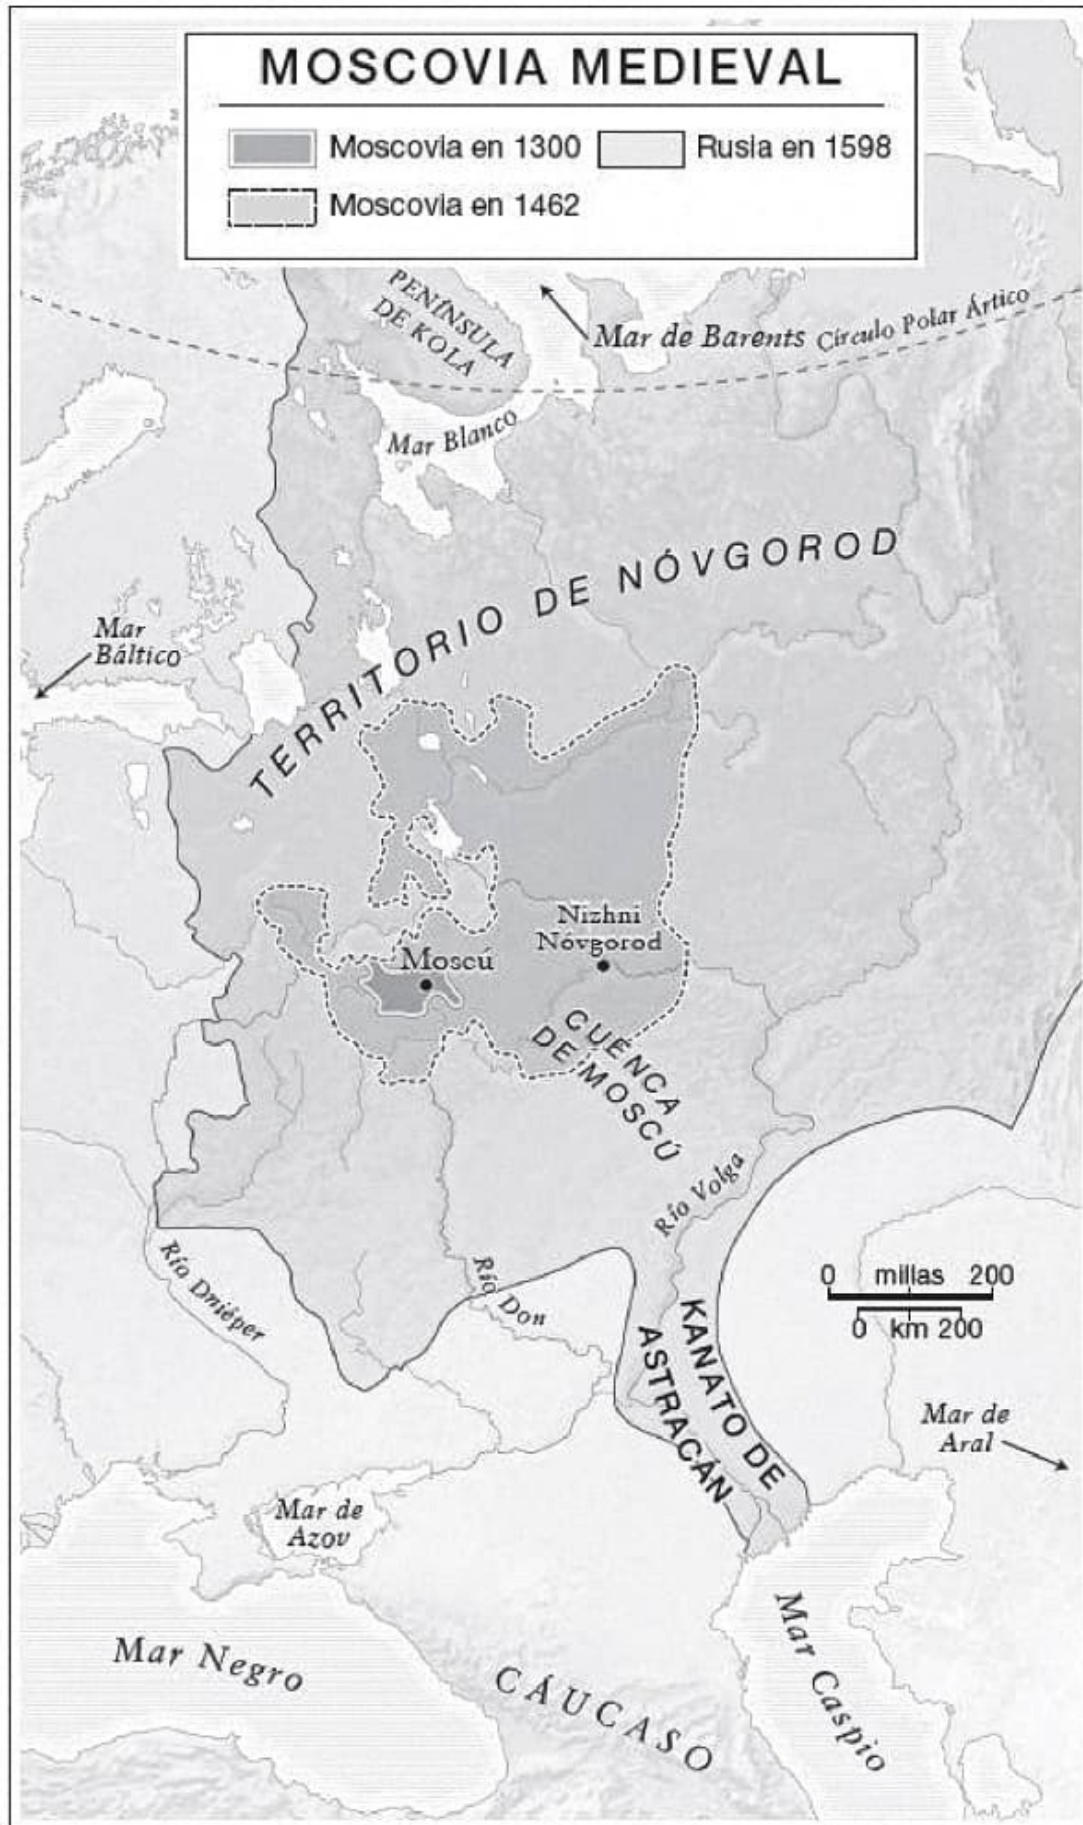 MOSCOVIA MEDIEVAL
Moscovia en 1300
Rusia en 1598
Moscovia en 1462
PENÍNSULA
DE KOLA
Mar de Barents
Círculo Polar Ártico
Mar Blanco
TERRITORIO DE NÓVGOROD
Mar
Báltico
Nizhni
Nóvgorod
Moscú
CUENCA
DE MOSCÚ
Río Volga
Río Dniéper
Río Don
0 millas 200
0 km 200
KANATO DE
ASTRACÁN
Mar de
Aral
Mar de
Azov
Mar Negro
CÁUCASO
Mar Caspio